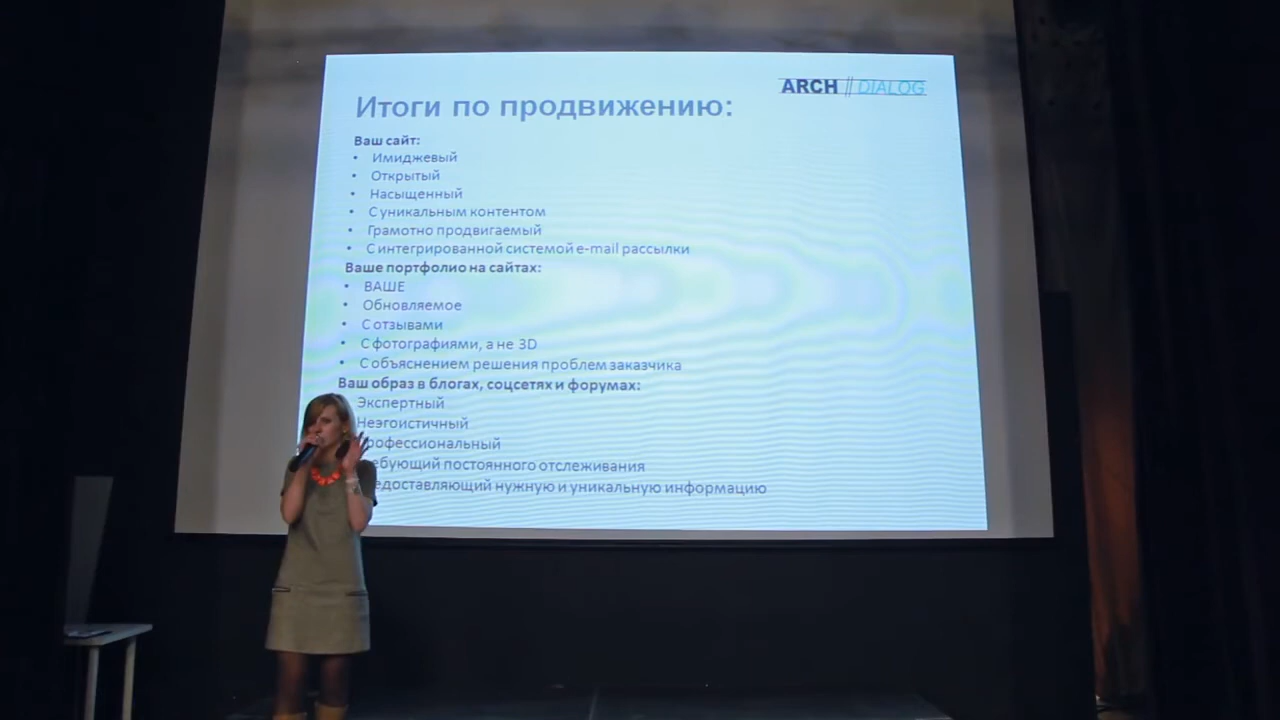 ARCH || DIALOG
Итоги по продвижению:
Ваш сайт:
• Имиджевый
• Открытый
• Насыщенный
• С уникальным контентом
• Грамотно продвигаемый
• С интегрированной системой e-mail рассылки
Ваше портфолио на сайтах:
• ВАШЕ
• Обновляемое
• С отзывами
• С фотографиями, а не 3D
• С объяснением решения проблем заказчика
Ваш образ в блогах, соцсетях и форумах:
Экспертный
Неэгоистичный
рофессиональный
ебующий постоянного отслеживания
едоставляющий нужную и уникальную информацию